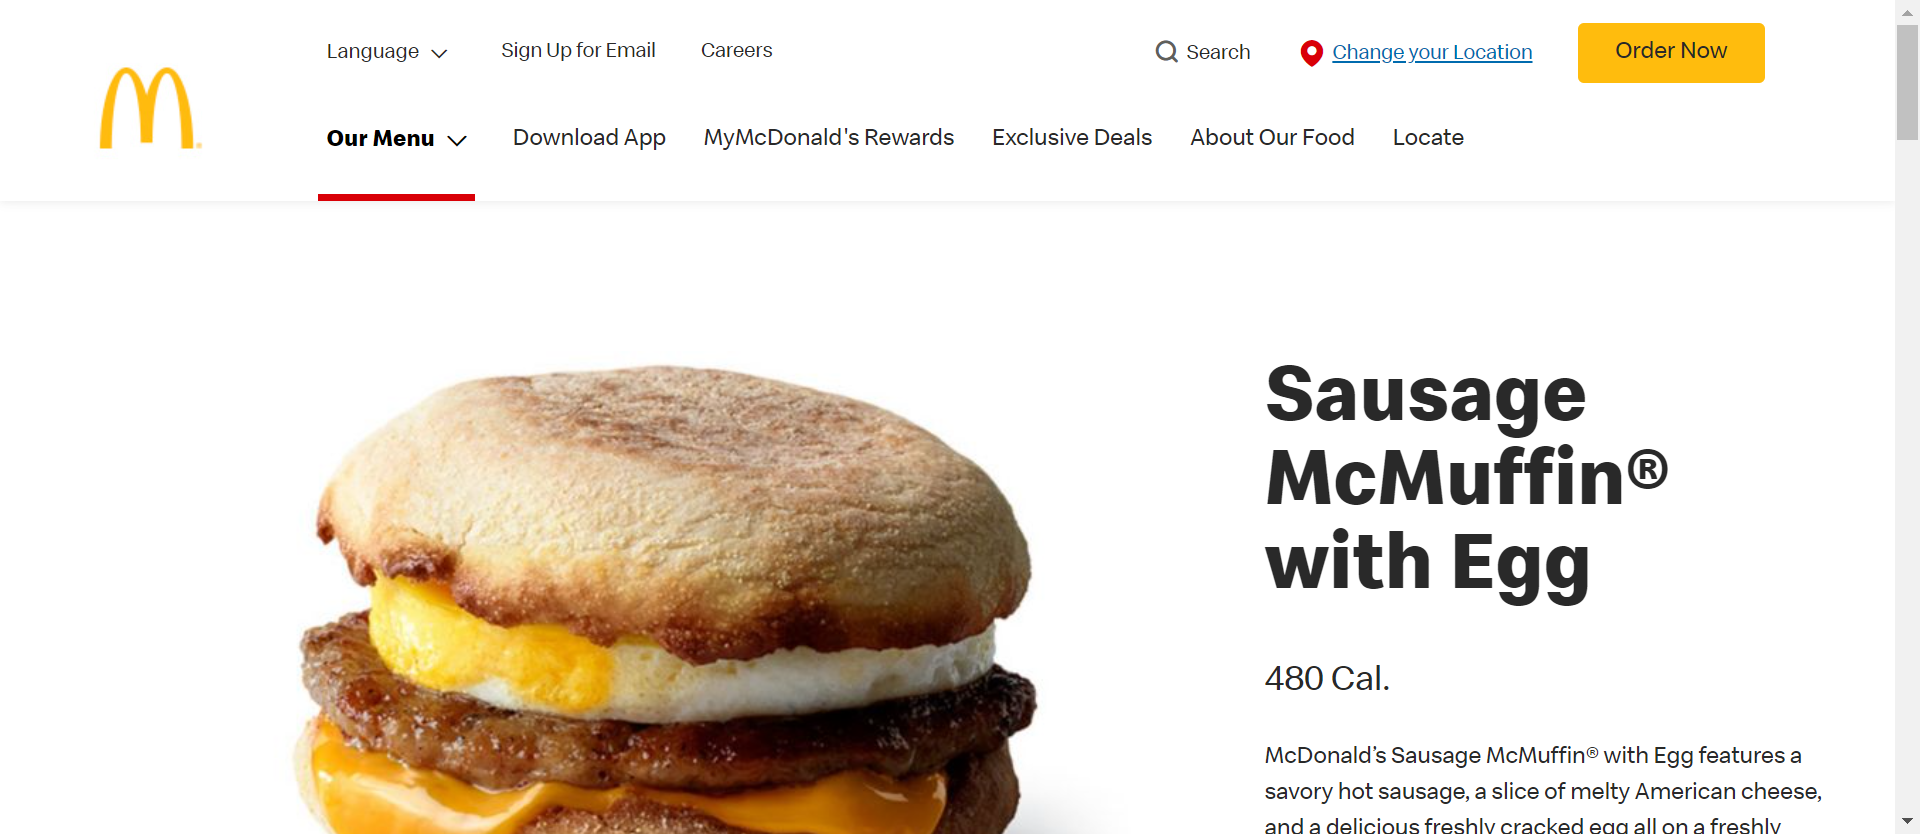 Language
Sign Up for Email
Careers
Search
Change your Location
Order Now
Our Menu
Download App
MyMcDonald's Rewards
Exclusive Deals
About Our Food
Locate
Sausage
McMuffin®
with Egg
480 Cal.
McDonald’s Sausage McMuffin® with Egg features a
savory hot sausage, a slice of melty American cheese,
and a delicious freshly cracked egg all on a freshly